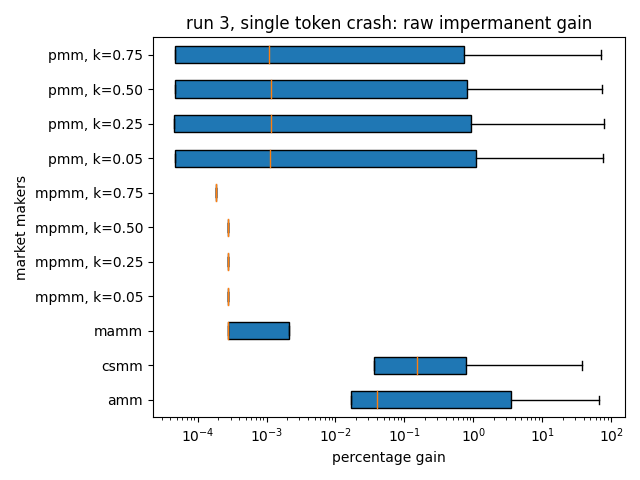 run 3, single token crash: raw impermanent gain
pmm, k=0.75
pmm, k=0.50
pmm, k=0.25
pmm, k=0.05
mpmm, k=0.75
mpmm, k=0.50
mpmm, k=0.25
mpmm, k=0.05
mamm
csmm
amm
market makers
10⁻⁴ 10⁻³ 10⁻² 10⁻¹ 10⁰ 10¹ 10²
percentage gain